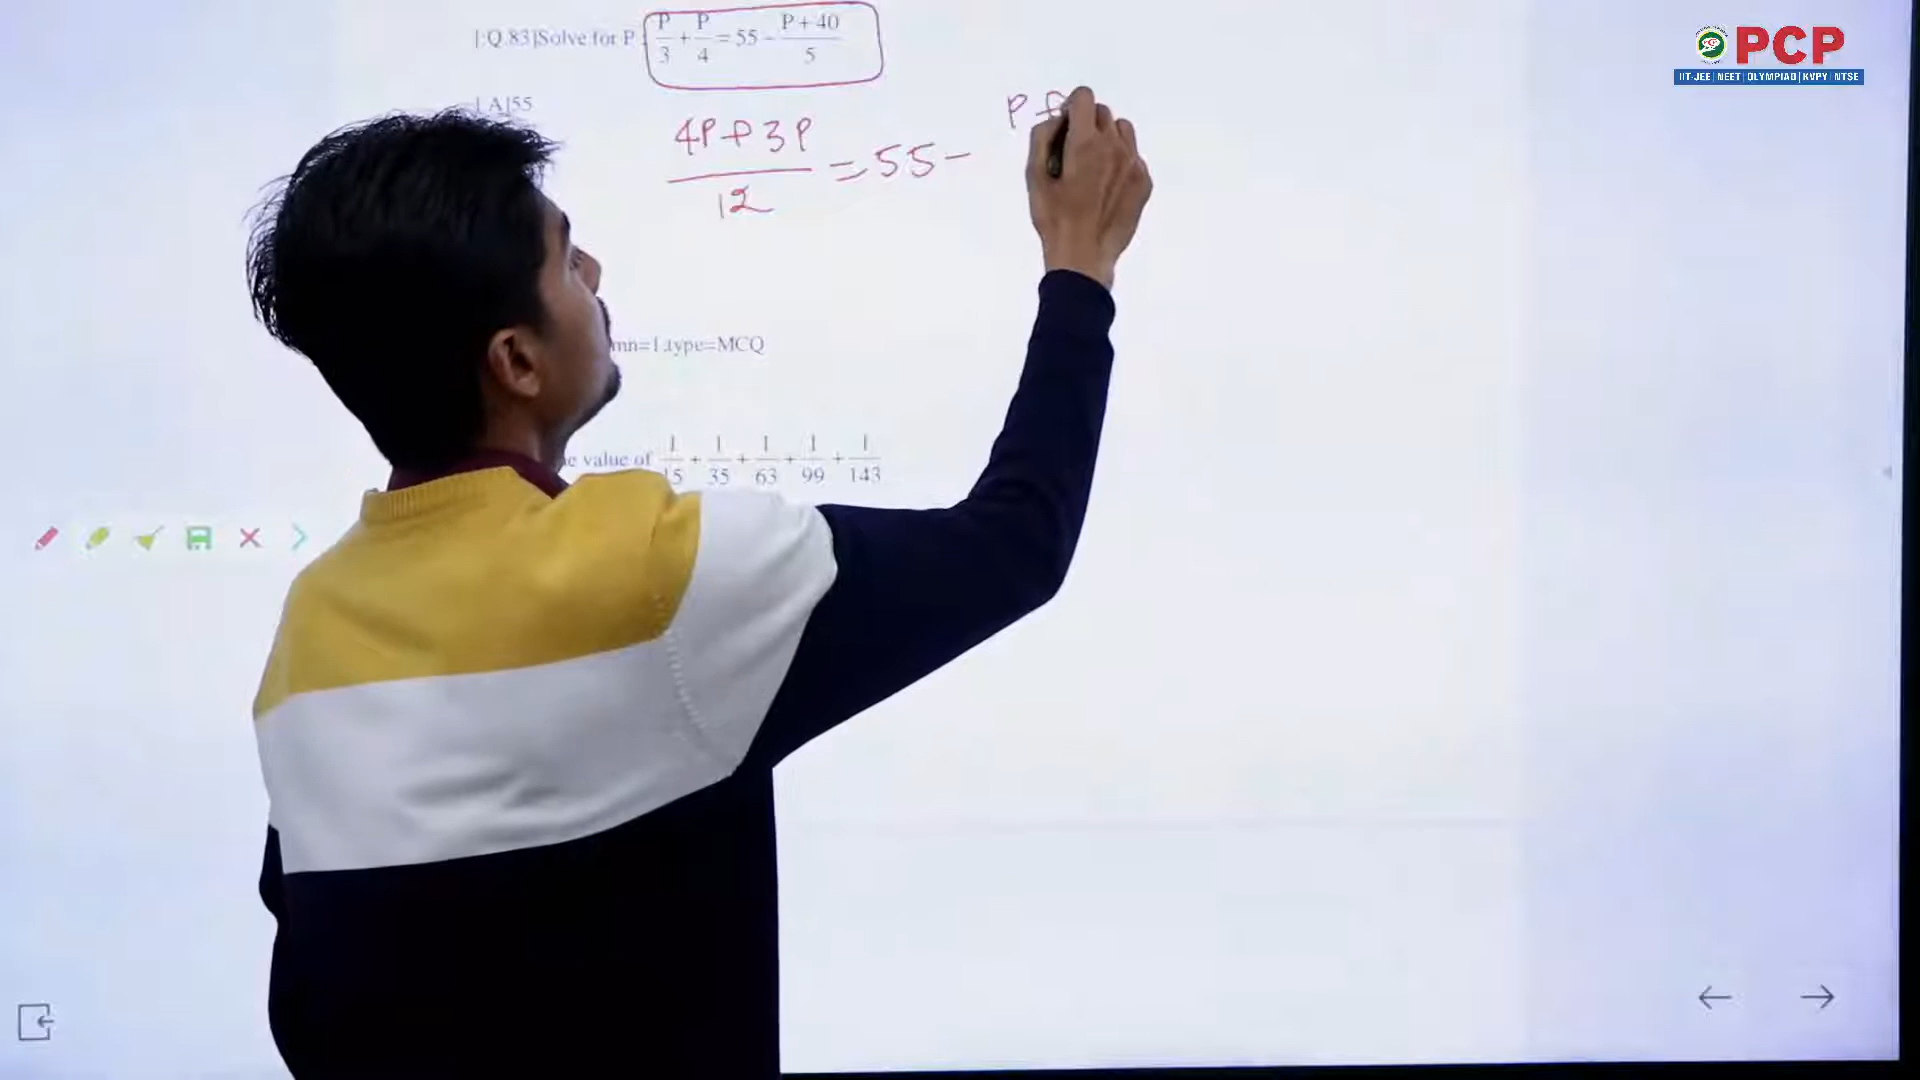 PCP
IIT-JEE | NEET | OLYMPIAD | KVPY | NTSE
[:Q.83]Solve for P : P/3 + P/4 = 55 - P + 40/5
[.A]55
4P + 3P/12 = 55 - P +
mn=1.type=MCQ
value of 1/15 + 1/35 + 1/63 + 1/99 + 1/143